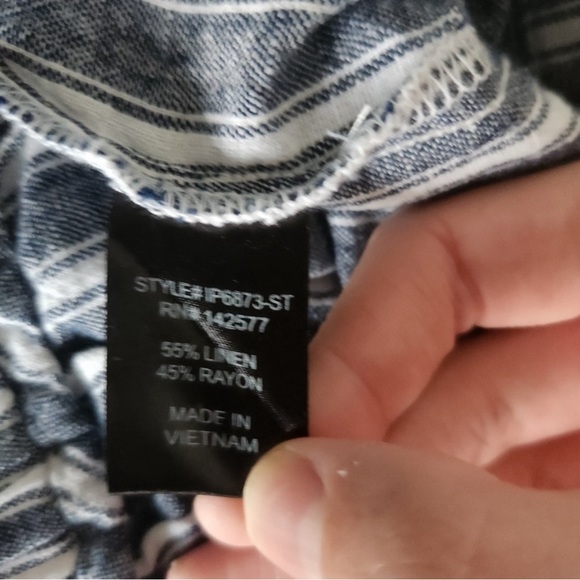 STYLE# IP6873-ST
RN# 142577
55% LINEN
45% RAYON
MADE IN
VIETNAM